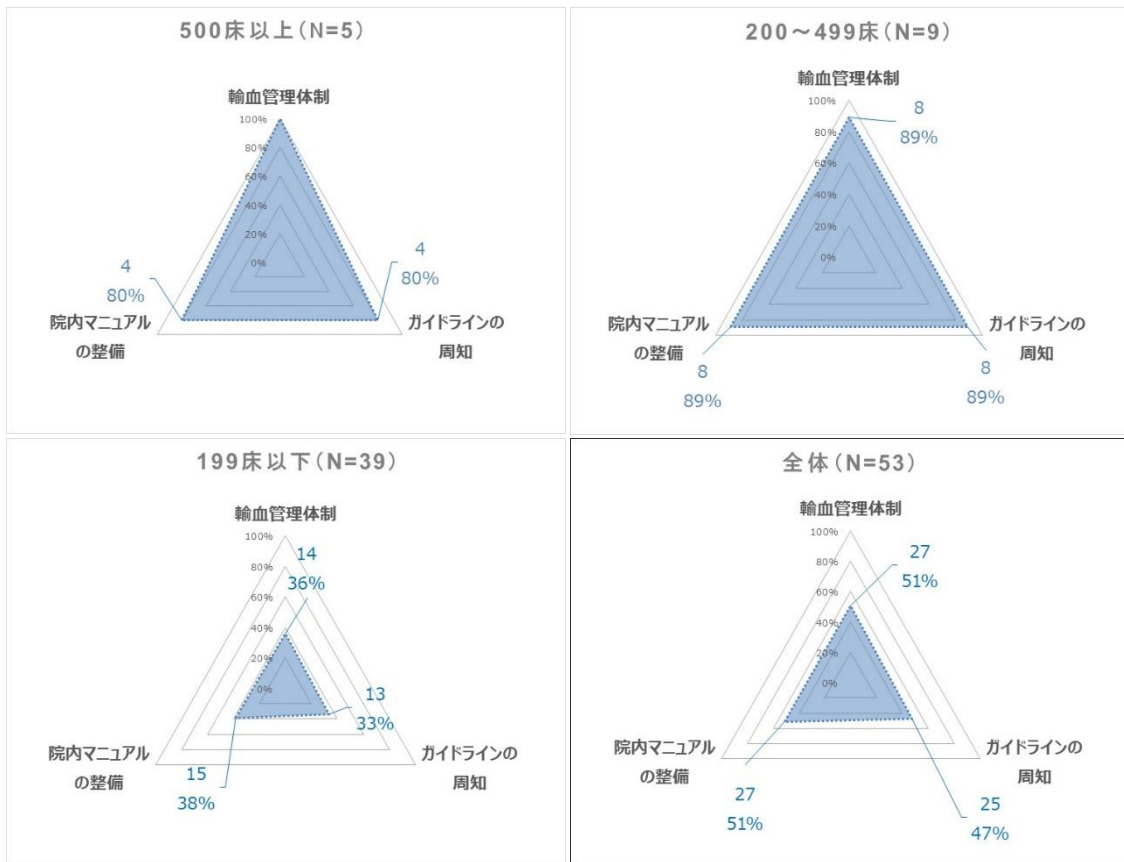 500床以上（N=5）
輸血管理体制
100%
80%
60%
40%
20%
0%
4
80%
4
80%
院内マニュアル
の整備
ガイドラインの
周知
200～499床（N=9）
輸血管理体制
100%
80%
60%
40%
20%
0%
8
89%
院内マニュアル
の整備
ガイドラインの
周知
8
89%
8
89%
199床以下（N=39）
輸血管理体制
100%
80%
60%
40%
20%
0%
14
36%
13
33%
院内マニュアル
の整備
ガイドラインの
周知
15
38%
全体（N=53）
輸血管理体制
100%
80%
60%
40%
20%
0%
27
51%
院内マニュアル
の整備
ガイドラインの
周知
27
51%
25
47%